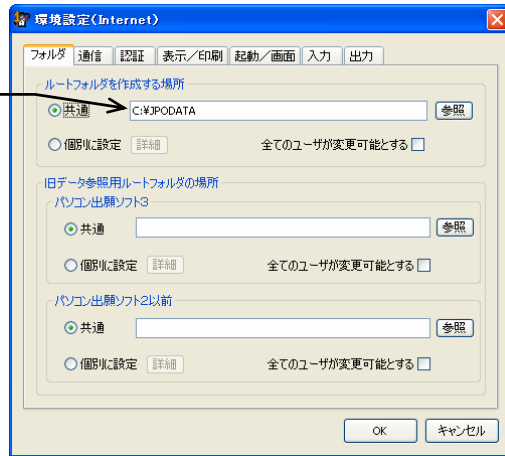 環境設定(Internet)
フォルダ 通信 認証 表示／印刷 起動／画面 入力 出力
ルートフォルダを作成する場所
共通 C:¥JPODATA 参照
個別に設定 詳細 全てのユーザが変更可能とする
旧データ参照用ルートフォルダの場所
パソコン出願ソフト3
共通 参照
個別に設定 詳細 全てのユーザが変更可能とする
パソコン出願ソフト2以前
共通 参照
個別に設定 詳細 全てのユーザが変更可能とする
OK キャンセル